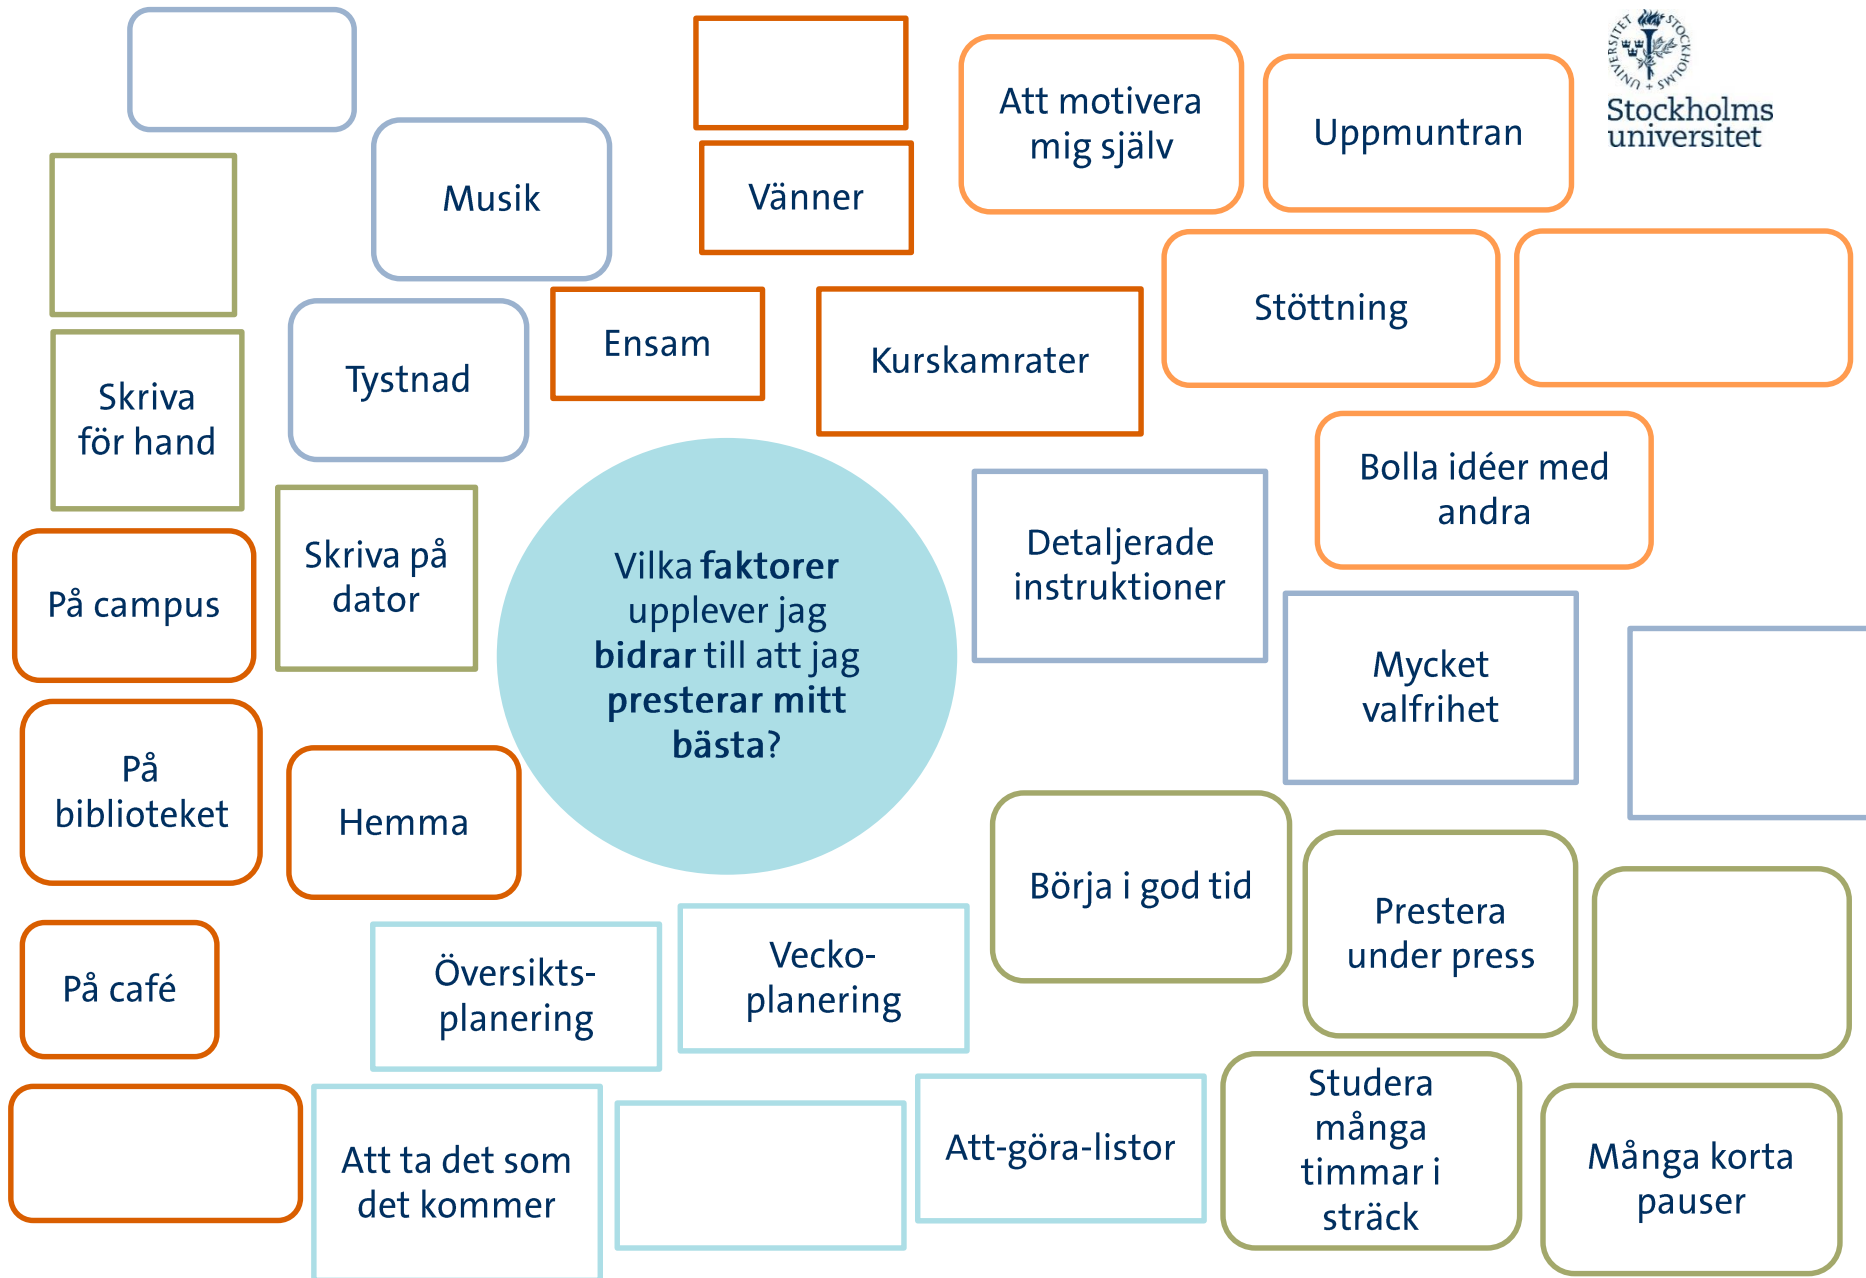 Att motivera
mig själv
Uppmuntran
UNIVERSITET STOCKHOLMS
Stockholms
universitet
Musik
Vänner
Stöttning
Ensam
Kurskamrater
Tystnad
Skriva
för hand
Bolla idéer med
andra
Skriva på
dator
Detaljerade
instruktioner
På campus
Vilka faktorer
upplever jag
bidrar till att jag
presterar mitt
bästa?
Mycket
valfrihet
På
biblioteket
Hemma
Börja i god tid
Prestera
under press
På café
Översikts-
planering
Vecko-
planering
Att ta det som
det kommer
Att-göra-listor
Studera
många
timmar i
sträck
Många korta
pauser